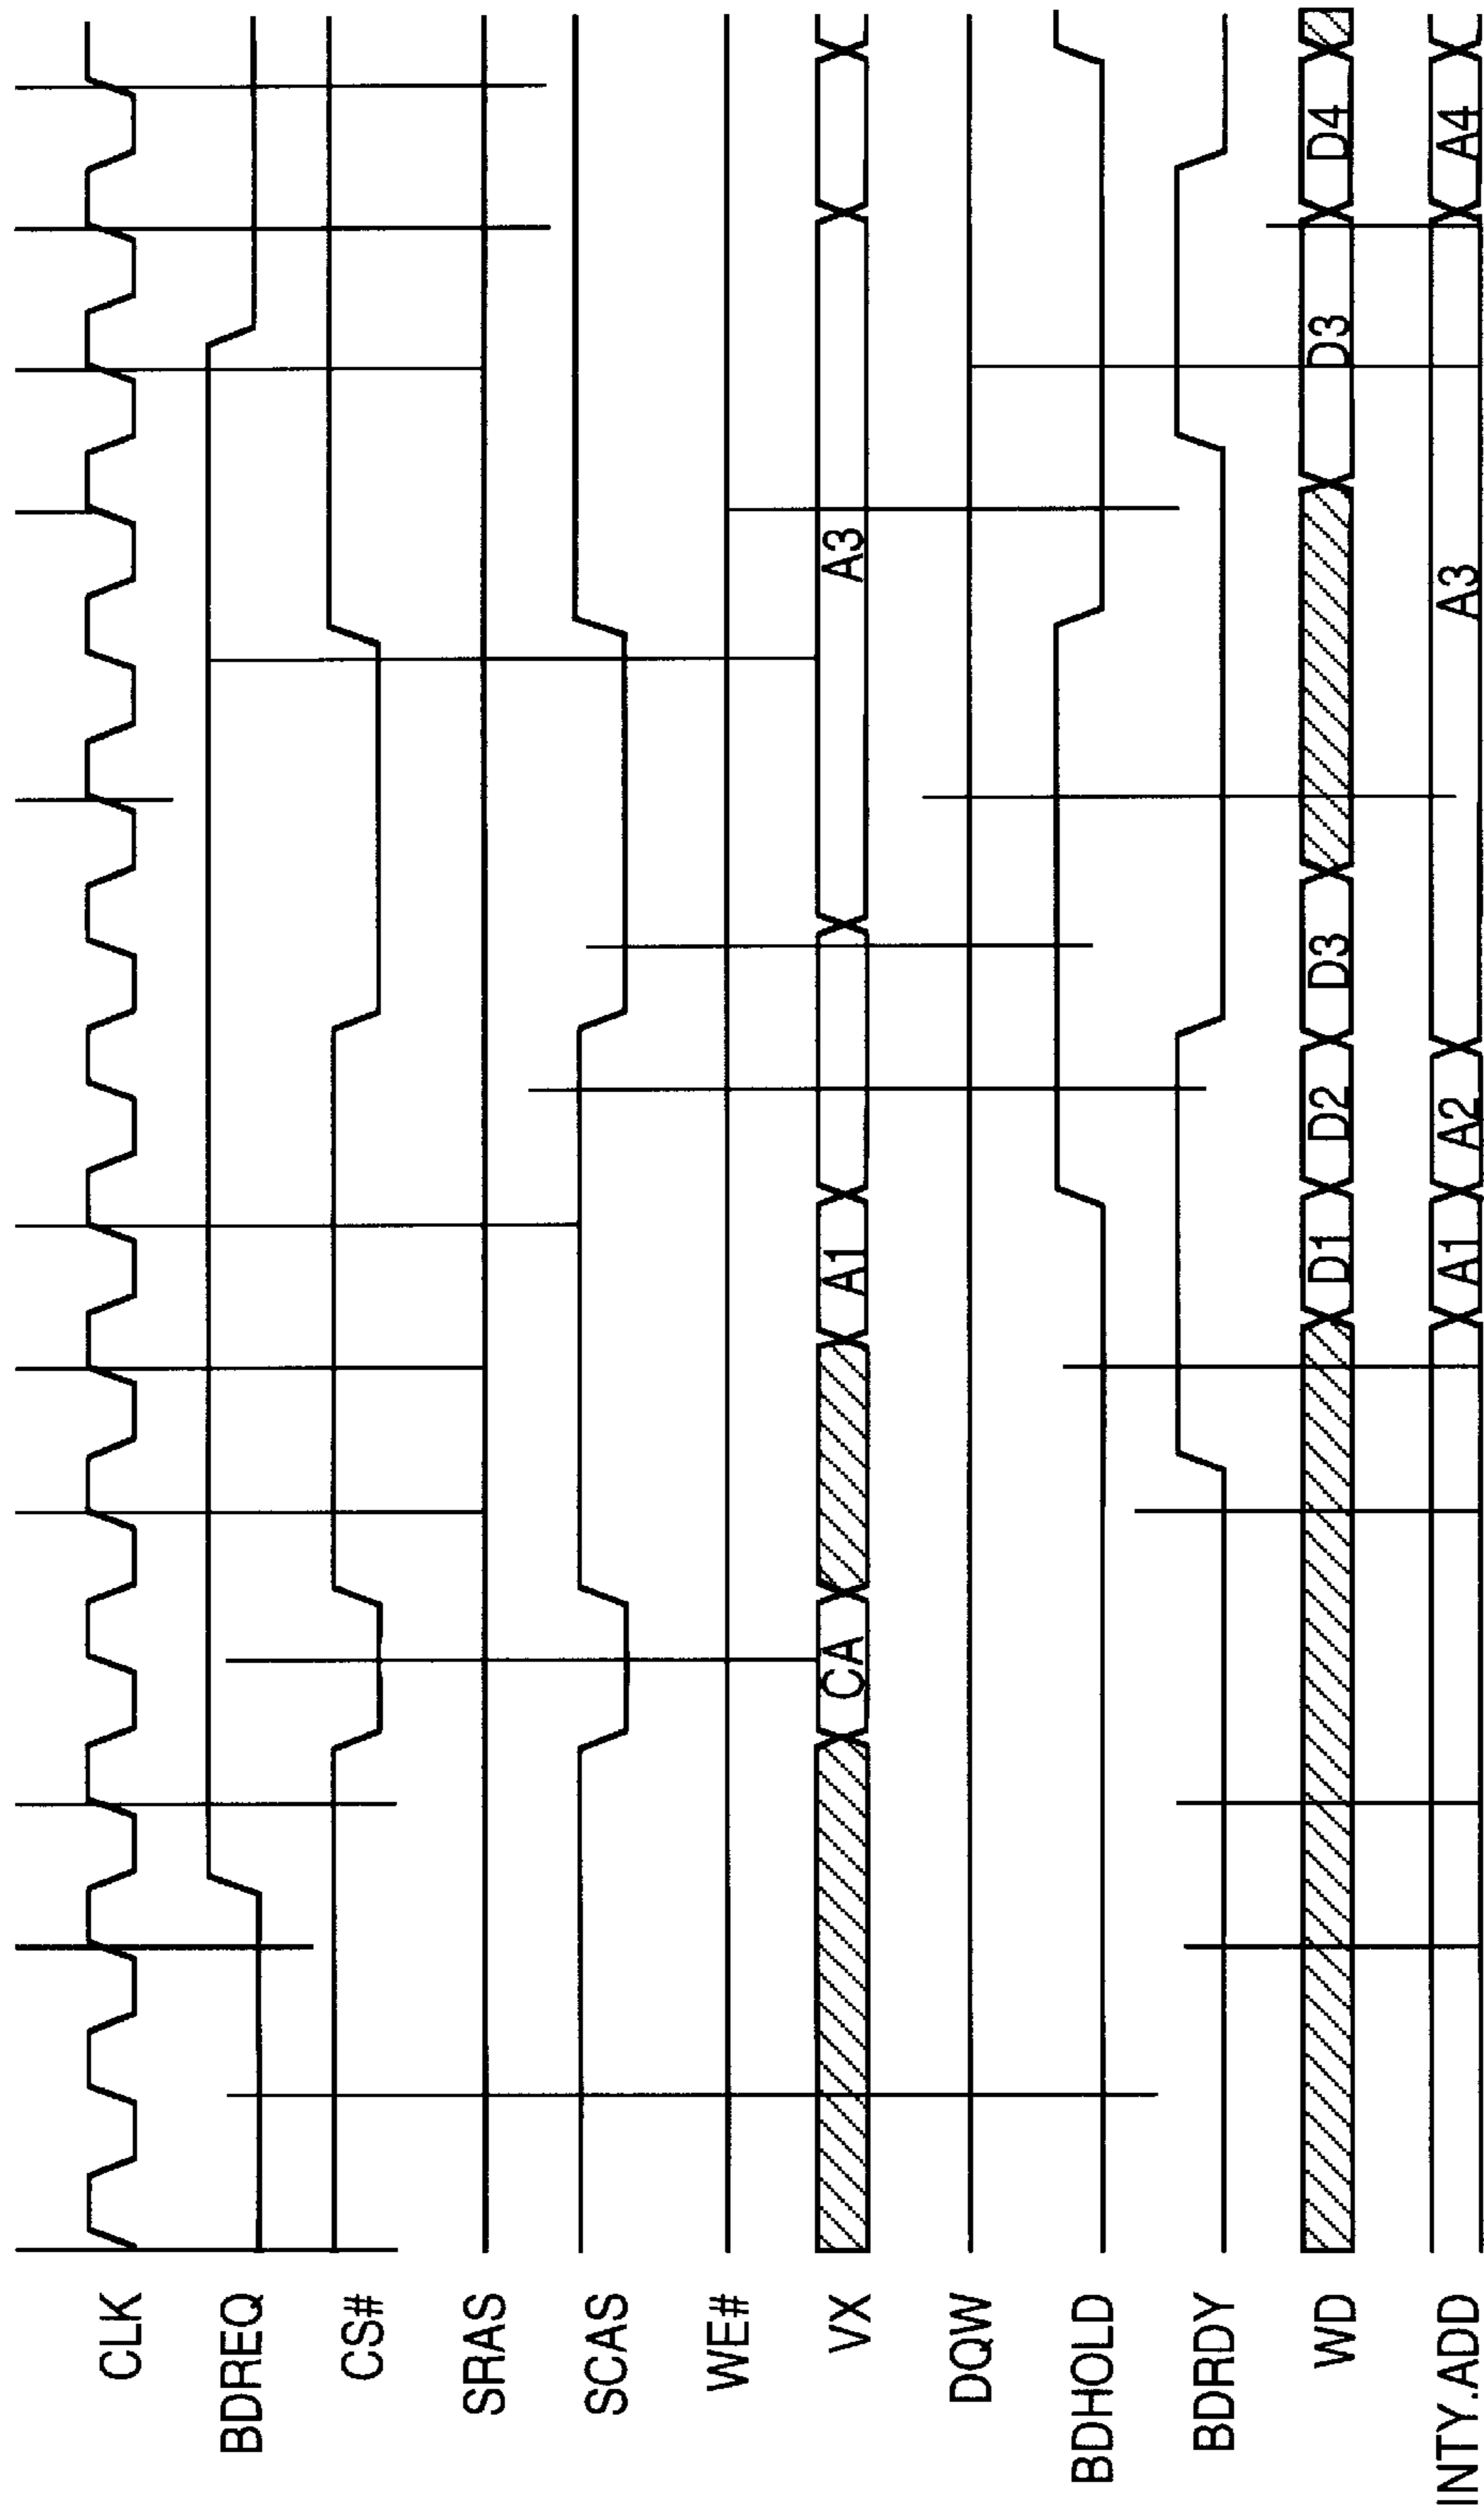 CLK
BDREQ
CS#
SRAS
SCAS
WE#
VX CA A1 A3
DQW
BDHOLD
BDRDY
WD D1 D2 D3 D3 D4
INTY.ADD A1 A2 A3 A4